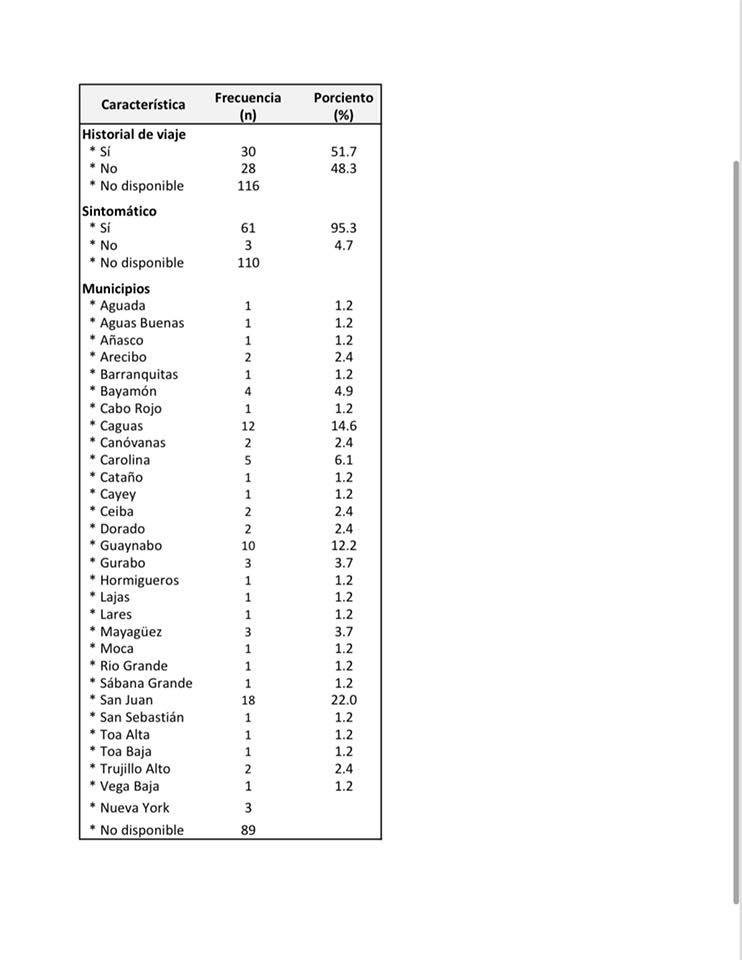 Característica Frecuencia (n) Porciento (%)
Historial de viaje
* Sí 30 51.7
* No 28 48.3
* No disponible 116
Sintomático
* Sí 61 95.3
* No 3 4.7
* No disponible 110
Municipios
* Aguada 1 1.2
* Aguas Buenas 1 1.2
* Añasco 1 1.2
* Arecibo 2 2.4
* Barranquitas 1 1.2
* Bayamón 4 4.9
* Cabo Rojo 1 1.2
* Caguas 12 14.6
* Canóvanas 2 2.4
* Carolina 5 6.1
* Cataño 1 1.2
* Cayey 1 1.2
* Ceiba 2 2.4
* Dorado 2 2.4
* Guaynabo 10 12.2
* Gurabo 3 3.7
* Hormigueros 1 1.2
* Lajas 1 1.2
* Lares 1 1.2
* Mayagüez 3 3.7
* Moca 1 1.2
* Rio Grande 1 1.2
* Sábana Grande 1 1.2
* San Juan 18 22.0
* San Sebastián 1 1.2
* Toa Alta 1 1.2
* Toa Baja 1 1.2
* Trujillo Alto 2 2.4
* Vega Baja 1 1.2
* Nueva York 3
* No disponible 89